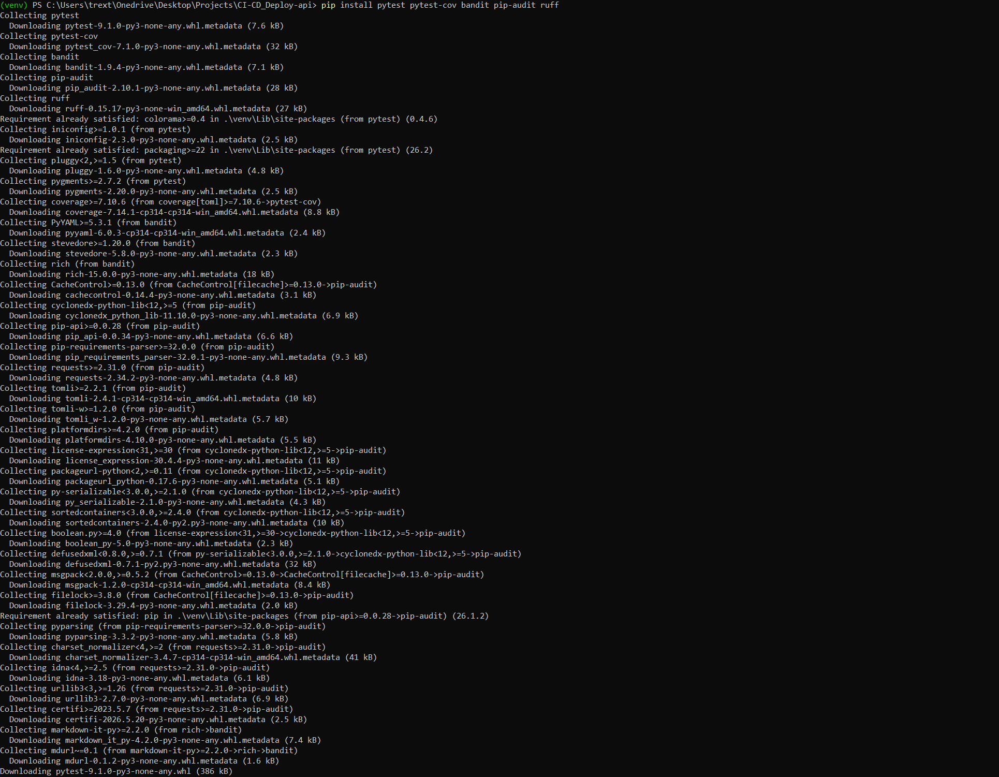 (venv) PS C:\Users\trext\Onedrive\Desktop\Projects\CI-CD_Deploy-api> pip install pytest pytest-cov bandit pip-audit ruff
Collecting pytest
  Downloading pytest-9.1.0-py3-none-any.whl.metadata (7.6 kB)
Collecting pytest-cov
  Downloading pytest_cov-7.1.0-py3-none-any.whl.metadata (32 kB)
Collecting bandit
  Downloading bandit-1.9.4-py3-none-any.whl.metadata (7.1 kB)
Collecting pip-audit
  Downloading pip_audit-2.10.1-py3-none-any.whl.metadata (28 kB)
Collecting ruff
  Downloading ruff-0.15.17-py3-none-win_amd64.whl.metadata (27 kB)
Requirement already satisfied: colorama>=0.4 in .\venv\Lib\site-packages (from pytest) (0.4.6)
Collecting iniconfig>=1.0.1 (from pytest)
  Downloading iniconfig-2.3.0-py3-none-any.whl.metadata (2.5 kB)
Requirement already satisfied: packaging>=22 in .\venv\Lib\site-packages (from pytest) (26.2)
Collecting pluggy<2,>=1.5 (from pytest)
  Downloading pluggy-1.6.0-py3-none-any.whl.metadata (4.8 kB)
Collecting pygments>=2.7.2 (from pytest)
  Downloading pygments-2.20.0-py3-none-any.whl.metadata (2.5 kB)
Collecting coverage>=7.10.6 (from coverage[toml]>=7.10.6->pytest-cov)
  Downloading coverage-7.14.1-cp314-cp314-win_amd64.whl.metadata (8.8 kB)
Collecting PyYAML>=5.3.1 (from bandit)
  Downloading pyyaml-6.0.3-cp314-cp314-win_amd64.whl.metadata (2.4 kB)
Collecting stevedore>=1.20.0 (from bandit)
  Downloading stevedore-5.8.0-py3-none-any.whl.metadata (2.3 kB)
Collecting rich (from bandit)
  Downloading rich-15.0.0-py3-none-any.whl.metadata (18 kB)
Collecting CacheControl>=0.13.0 (from CacheControl[filecache]>=0.13.0->pip-audit)
  Downloading cachecontrol-0.14.4-py3-none-any.whl.metadata (3.1 kB)
Collecting cyclonedx-python-lib<12,>=5 (from pip-audit)
  Downloading cyclonedx_python_lib-11.10.0-py3-none-any.whl.metadata (6.9 kB)
Collecting pip-api>=0.0.28 (from pip-audit)
  Downloading pip_api-0.0.34-py3-none-any.whl.metadata (6.6 kB)
Collecting pip-requirements-parser>=32.0.0 (from pip-audit)
  Downloading pip_requirements_parser-32.0.1-py3-none-any.whl.metadata (9.3 kB)
Collecting requests>=2.31.0 (from pip-audit)
  Downloading requests-2.34.2-py3-none-any.whl.metadata (4.8 kB)
Collecting tomli>=2.2.1 (from pip-audit)
  Downloading tomli-2.4.1-cp314-cp314-win_amd64.whl.metadata (10 kB)
Collecting tomli-w>=1.2.0 (from pip-audit)
  Downloading tomli_w-1.2.0-py3-none-any.whl.metadata (5.7 kB)
Collecting platformdirs>=4.2.0 (from pip-audit)
  Downloading platformdirs-4.10.0-py3-none-any.whl.metadata (5.5 kB)
Collecting license-expression<31,>=30 (from cyclonedx-python-lib<12,>=5->pip-audit)
  Downloading license_expression-30.4.4-py3-none-any.whl.metadata (11 kB)
Collecting packageurl-python<2,>=0.11 (from cyclonedx-python-lib<12,>=5->pip-audit)
  Downloading packageurl_python-0.17.6-py3-none-any.whl.metadata (5.1 kB)
Collecting py-serializable<3.0.0,>=2.1.0 (from cyclonedx-python-lib<12,>=5->pip-audit)
  Downloading py_serializable-2.1.0-py3-none-any.whl.metadata (4.3 kB)
Collecting sortedcontainers<3.0.0,>=2.4.0 (from cyclonedx-python-lib<12,>=5->pip-audit)
  Downloading sortedcontainers-2.4.0-py2.py3-none-any.whl.metadata (10 kB)
Collecting boolean.py>=4.0 (from license-expression<31,>=30->cyclonedx-python-lib<12,>=5->pip-audit)
  Downloading boolean_py-5.0-py3-none-any.whl.metadata (2.3 kB)
Collecting defusedxml<0.8.0,>=0.7.1 (from py-serializable<3.0.0,>=2.1.0->cyclonedx-python-lib<12,>=5->pip-audit)
  Downloading defusedxml-0.7.1-py2.py3-none-any.whl.metadata (32 kB)
Collecting msgpack<2.0.0,>=0.5.2 (from CacheControl>=0.13.0->CacheControl[filecache]>=0.13.0->pip-audit)
  Downloading msgpack-1.2.0-cp314-cp314-win_amd64.whl.metadata (8.4 kB)
Collecting filelock>=3.8.0 (from CacheControl[filecache]>=0.13.0->pip-audit)
  Downloading filelock-3.29.4-py3-none-any.whl.metadata (2.0 kB)
Requirement already satisfied: pip in .\venv\Lib\site-packages (from pip-api>=0.0.28->pip-audit) (26.1.2)
Collecting pyparsing (from pip-requirements-parser>=32.0.0->pip-audit)
  Downloading pyparsing-3.3.2-py3-none-any.whl.metadata (5.8 kB)
Collecting charset_normalizer<4,>=2 (from requests>=2.31.0->pip-audit)
  Downloading charset_normalizer-3.4.7-cp314-cp314-win_amd64.whl.metadata (41 kB)
Collecting idna<4,>=2.5 (from requests>=2.31.0->pip-audit)
  Downloading idna-3.18-py3-none-any.whl.metadata (6.1 kB)
Collecting urllib3<3,>=1.26 (from requests>=2.31.0->pip-audit)
  Downloading urllib3-2.7.0-py3-none-any.whl.metadata (6.9 kB)
Collecting certifi>=2023.5.7 (from requests>=2.31.0->pip-audit)
  Downloading certifi-2026.5.20-py3-none-any.whl.metadata (2.5 kB)
Collecting markdown-it-py>=2.2.0 (from rich->bandit)
  Downloading markdown_it_py-4.2.0-py3-none-any.whl.metadata (7.4 kB)
Collecting mdurl~=0.1 (from markdown-it-py>=2.2.0->rich->bandit)
  Downloading mdurl-0.1.2-py3-none-any.whl.metadata (1.6 kB)
Downloading pytest-9.1.0-py3-none-any.whl (386 kB)